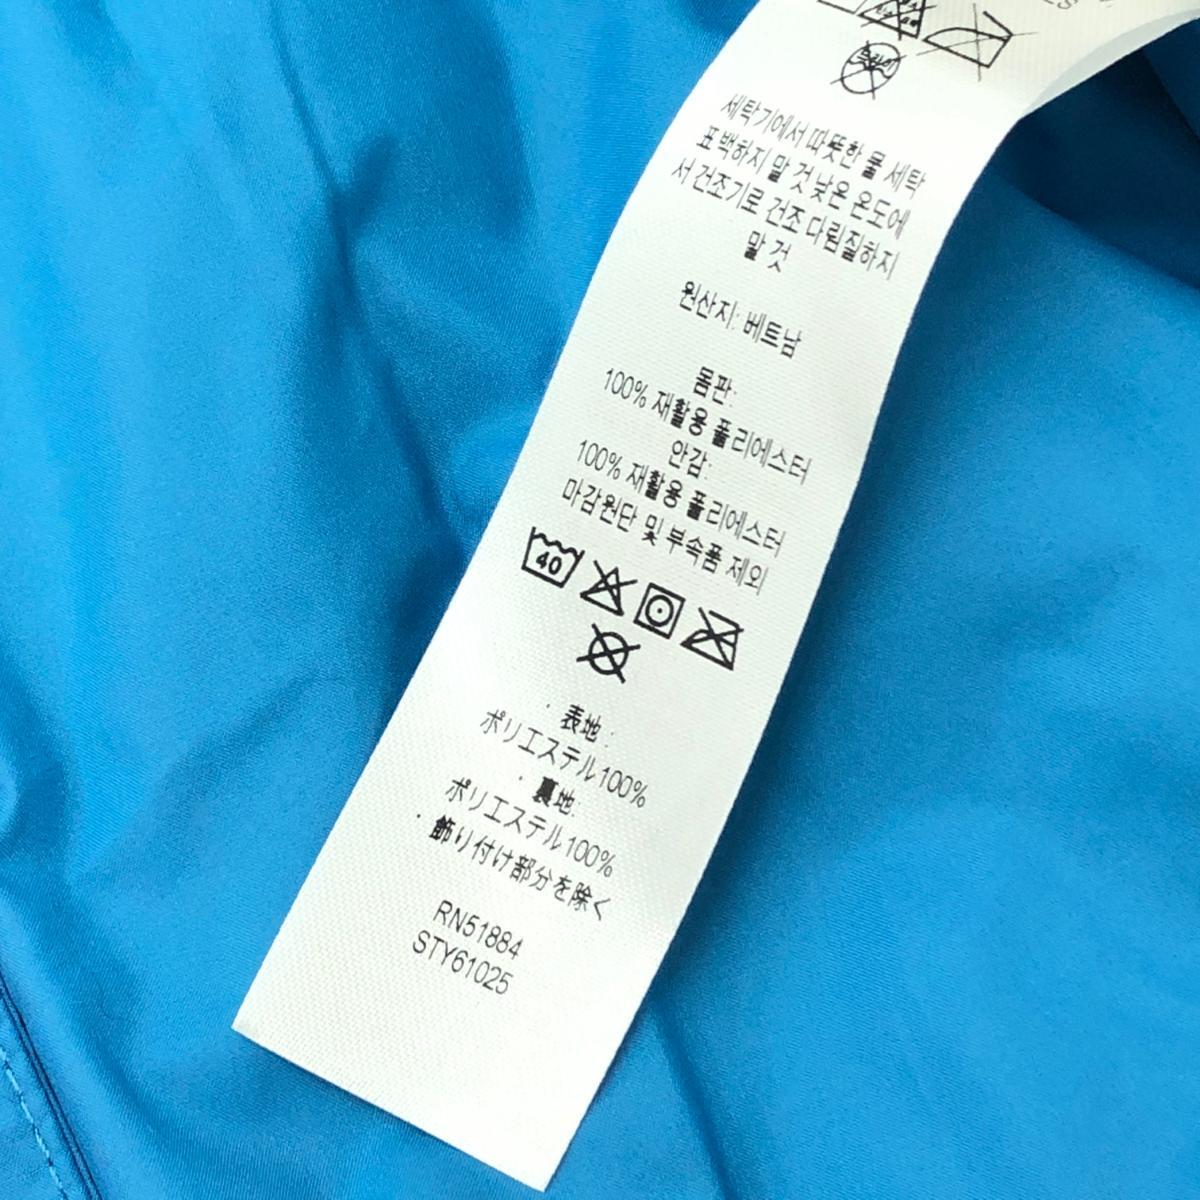 세탁기에서 따뜻한 물 세탁
표백하지 말 것 낮은 온도에
서 건조기로 건조 다림질하지
말 것
원산지: 베트남
몸판:
100% 재활용 폴리에스터
안감:
100% 재활용 폴리에스터
마감원단 및 부속품 제외
40
· 表地 :
ポリエステル100%
· 裏地:
ポリエステル100%
· 飾り付け部分を除く
RN51884
STY61025